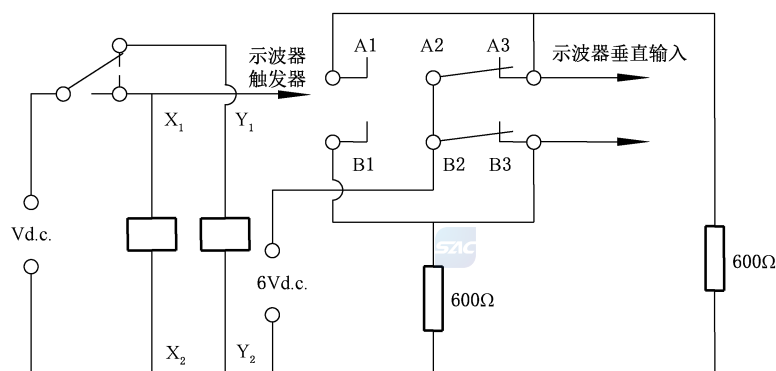 示波器
触发器
A1
A2
A3
示波器垂直输入
X1
Y1
B1
B2
B3
Vd.c.
6Vd.c.
SAC
600Ω
600Ω
X2
Y2